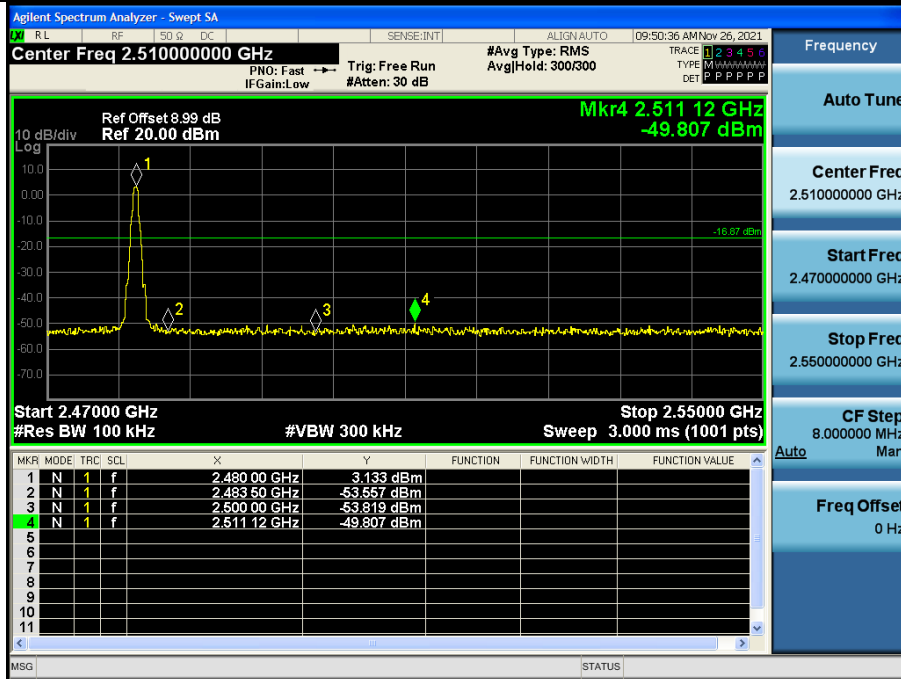 Agilent Spectrum Analyzer - Swept SA
LXI RL RF 50 Ω DC SENSE:INT ALIGN AUTO 09:50:36 AM Nov 26, 2021
Center Freq 2.510000000 GHz #Avg Type: RMS TRACE 1 2 3 4 5 6
PNO: Fast Trig: Free Run Avg|Hold: 300/300 TYPE M WWWWW
IFGain:Low #Atten: 30 dB DET P P P P P P
Ref Offset 8.99 dB Mkr4 2.511 12 GHz
10 dB/div Ref 20.00 dBm -49.807 dBm
Log
10.0
0.00
-10.0
-20.0
-30.0
-40.0
-50.0
-60.0
-70.0
1
2
3
4
-16.87 dBm
Start 2.47000 GHz Stop 2.55000 GHz
#Res BW 100 kHz #VBW 300 kHz Sweep 3.000 ms (1001 pts)
MKR MODE TRC SCL X Y FUNCTION FUNCTION WIDTH FUNCTION VALUE
1 N 1 f 2.480 00 GHz 3.133 dBm
2 N 1 f 2.483 50 GHz -53.557 dBm
3 N 1 f 2.500 00 GHz -53.819 dBm
4 N 1 f 2.511 12 GHz -49.807 dBm
5
6
7
8
9
10
11
MSG STATUS
Frequency
Auto Tune
Center Freq
2.510000000 GHz
Start Freq
2.470000000 GHz
Stop Freq
2.550000000 GHz
CF Step
8.000000 MHz
Auto Man
Freq Offset
0 Hz